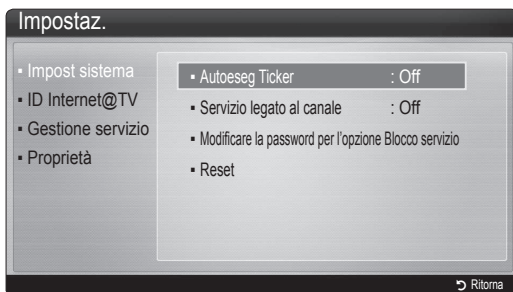 Impostaz.
▪ Impost sistema
▪ ID Internet@TV
▪ Gestione servizio
▪ Proprietà
▪ Autoeseg Ticker : Off
▪ Servizio legato al canale : Off
▪ Modificare la password per l'opzione Blocco servizio
▪ Reset
Ritorna